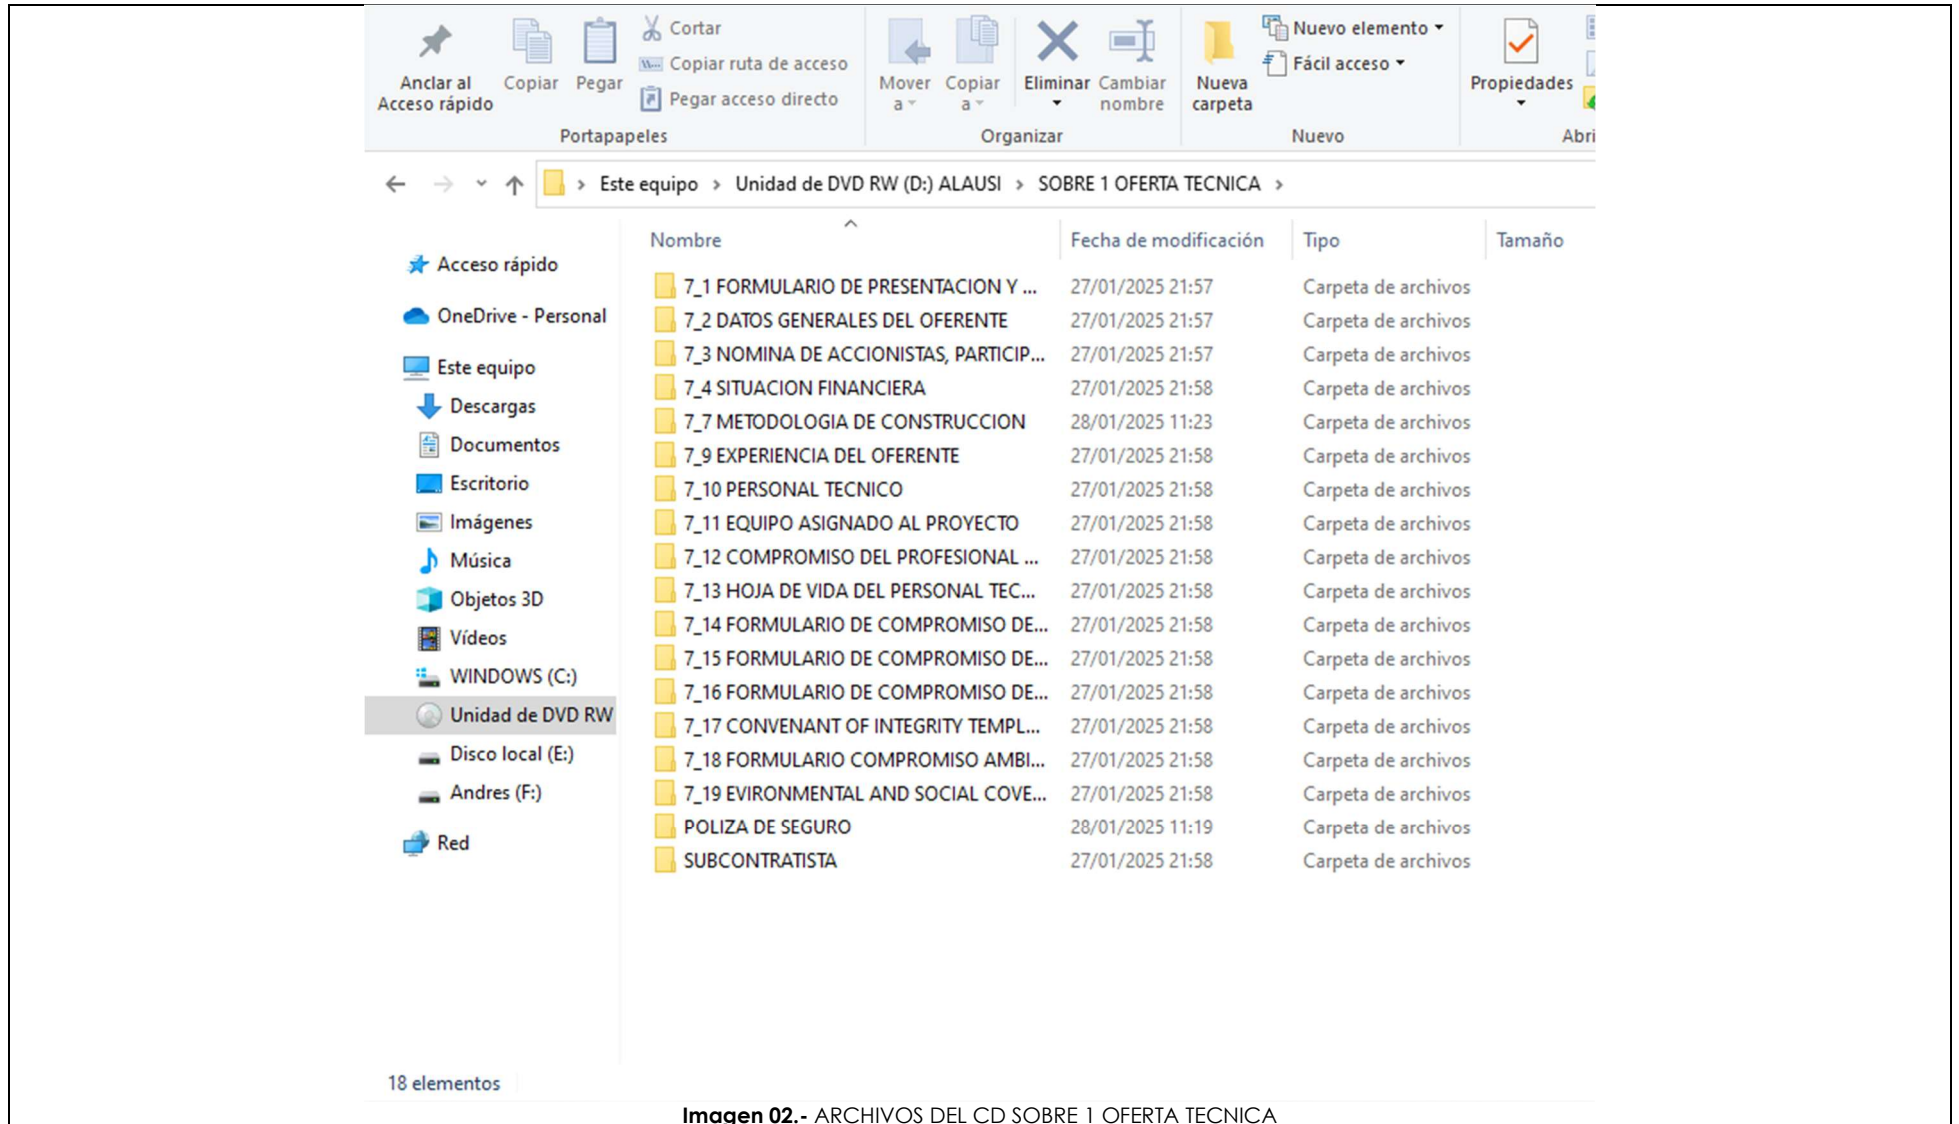 Anclar al
Acceso rápido
Copiar
Pegar
Cortar
Copiar ruta de acceso
Pegar acceso directo
Portapapeles
Mover
a
Copiar
a
Eliminar
Cambiar
nombre
Organizar
Nueva
carpeta
Nuevo elemento
Fácil acceso
Nuevo
Propiedades
Abri
Este equipo > Unidad de DVD RW (D:) ALAUSI > SOBRE 1 OFERTA TECNICA >
Acceso rápido
OneDrive - Personal
Este equipo
Descargas
Documentos
Escritorio
Imágenes
Música
Objetos 3D
Vídeos
WINDOWS (C:)
Unidad de DVD RW
Disco local (E:)
Andres (F:)
Red
Nombre Fecha de modificación Tipo Tamaño
7_1 FORMULARIO DE PRESENTACION Y ... 27/01/2025 21:57 Carpeta de archivos
7_2 DATOS GENERALES DEL OFERENTE 27/01/2025 21:57 Carpeta de archivos
7_3 NOMINA DE ACCIONISTAS, PARTICIP... 27/01/2025 21:57 Carpeta de archivos
7_4 SITUACION FINANCIERA 27/01/2025 21:58 Carpeta de archivos
7_7 METODOLOGIA DE CONSTRUCCION 28/01/2025 11:23 Carpeta de archivos
7_9 EXPERIENCIA DEL OFERENTE 27/01/2025 21:58 Carpeta de archivos
7_10 PERSONAL TECNICO 27/01/2025 21:58 Carpeta de archivos
7_11 EQUIPO ASIGNADO AL PROYECTO 27/01/2025 21:58 Carpeta de archivos
7_12 COMPROMISO DEL PROFESIONAL ... 27/01/2025 21:58 Carpeta de archivos
7_13 HOJA DE VIDA DEL PERSONAL TEC... 27/01/2025 21:58 Carpeta de archivos
7_14 FORMULARIO DE COMPROMISO DE... 27/01/2025 21:58 Carpeta de archivos
7_15 FORMULARIO DE COMPROMISO DE... 27/01/2025 21:58 Carpeta de archivos
7_16 FORMULARIO DE COMPROMISO DE... 27/01/2025 21:58 Carpeta de archivos
7_17 CONVENANT OF INTEGRITY TEMPL... 27/01/2025 21:58 Carpeta de archivos
7_18 FORMULARIO COMPROMISO AMBI... 27/01/2025 21:58 Carpeta de archivos
7_19 EVIRONMENTAL AND SOCIAL COVE... 27/01/2025 21:58 Carpeta de archivos
POLIZA DE SEGURO 28/01/2025 11:19 Carpeta de archivos
SUBCONTRATISTA 27/01/2025 21:58 Carpeta de archivos
18 elementos
Imagen 02.- ARCHIVOS DEL CD SOBRE 1 OFERTA TECNICA